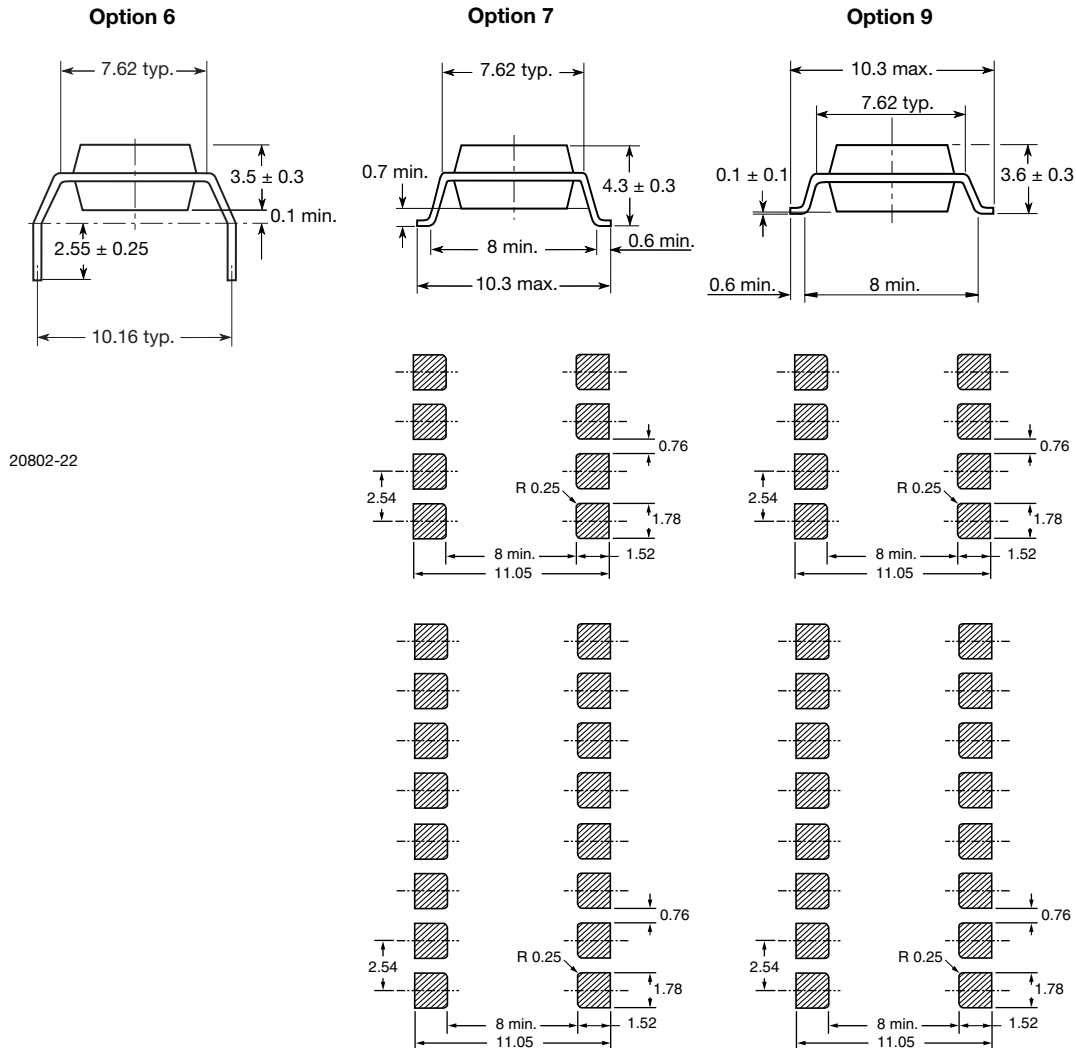 Option 6
Option 7
Option 9
7.62 typ.
3.5 ± 0.3
0.1 min.
2.55 ± 0.25
10.16 typ.
7.62 typ.
0.7 min.
4.3 ± 0.3
8 min.
0.6 min.
10.3 max.
10.3 max.
7.62 typ.
0.1 ± 0.1
3.6 ± 0.3
0.6 min.
8 min.
20802-22
0.76
2.54
R 0.25
1.78
8 min.
1.52
11.05
0.76
2.54
R 0.25
1.78
8 min.
1.52
11.05
0.76
2.54
R 0.25
1.78
8 min.
1.52
11.05
0.76
2.54
R 0.25
1.78
8 min.
1.52
11.05